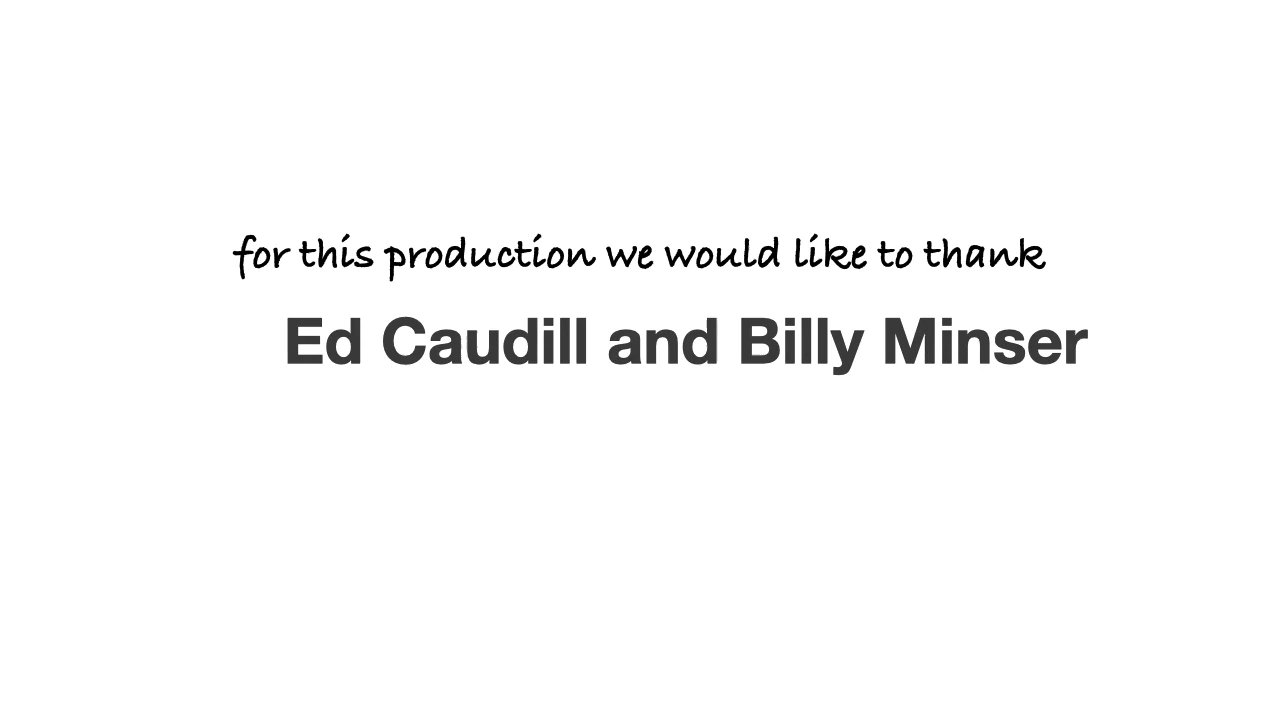 for this production we would like to thank
Ed Caudill and Billy Minser